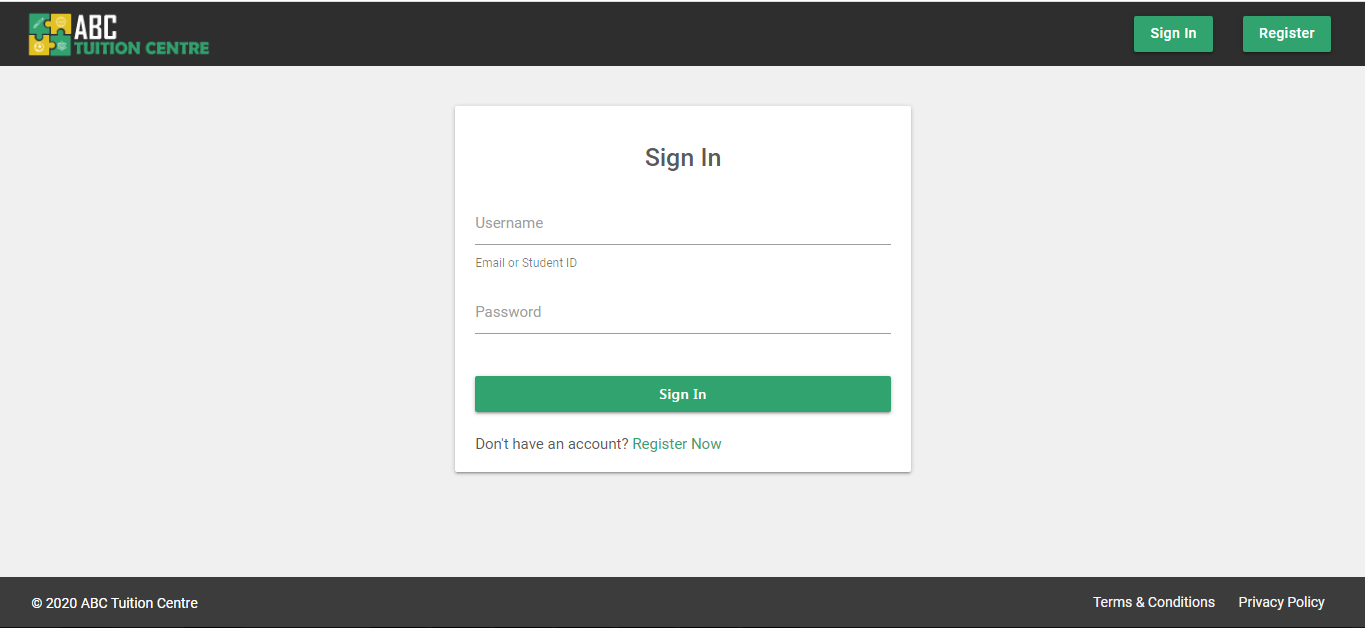 ABC
TUITION CENTRE
Sign In
Register
Sign In
Username
Email or Student ID
Password
Sign In
Don't have an account? Register Now
© 2020 ABC Tuition Centre
Terms & Conditions
Privacy Policy